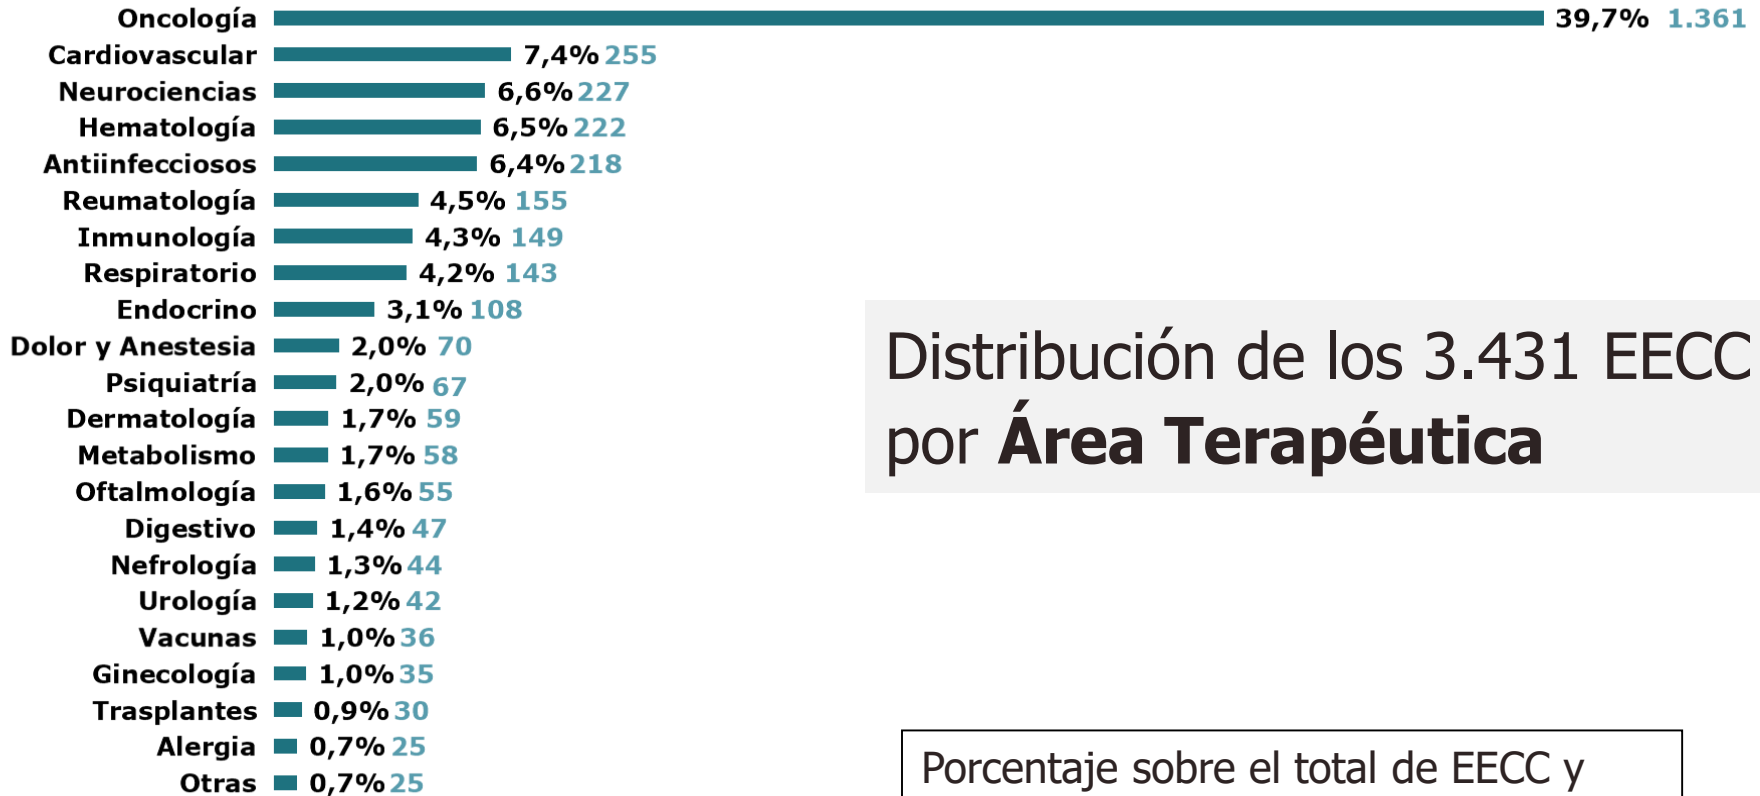 Oncología 39,7% 1.361
Cardiovascular 7,4% 255
Neurociencias 6,6% 227
Hematología 6,5% 222
Antiinfecciosos 6,4% 218
Reumatología 4,5% 155
Inmunología 4,3% 149
Respiratorio 4,2% 143
Endocrino 3,1% 108
Dolor y Anestesia 2,0% 70
Psiquiatría 2,0% 67
Dermatología 1,7% 59
Metabolismo 1,7% 58
Oftalmología 1,6% 55
Digestivo 1,4% 47
Nefrología 1,3% 44
Urología 1,2% 42
Vacunas 1,0% 36
Ginecología 1,0% 35
Trasplantes 0,9% 30
Alergia 0,7% 25
Otras 0,7% 25
Distribución de los 3.431 EECC
por Área Terapéutica
Porcentaje sobre el total de EECC y